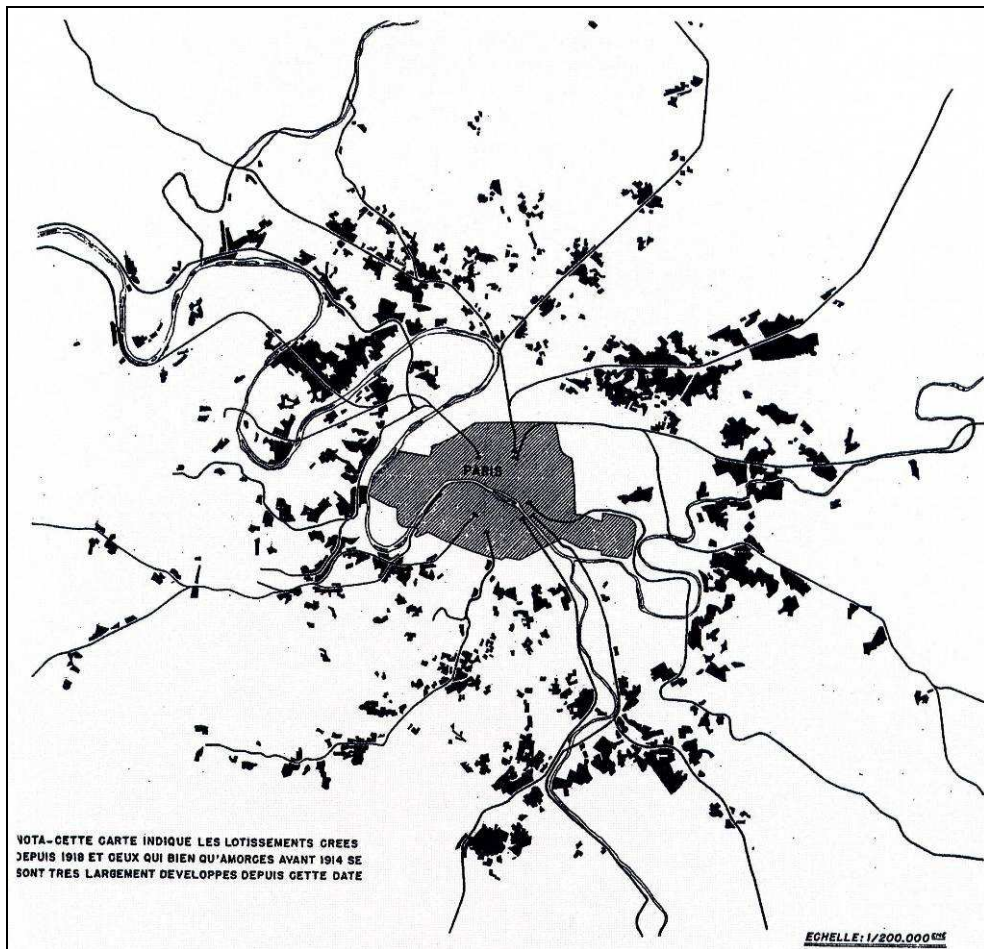 PARIS
NOTA-CETTE CARTE INDIQUE LES LOTISSEMENTS CREES
DEPUIS 1918 ET CEUX QUI BIEN QU'AMORCES AVANT 1914 SE
SONT TRES LARGEMENT DEVELOPPES DEPUIS CETTE DATE
ECHELLE: 1/200.000EME